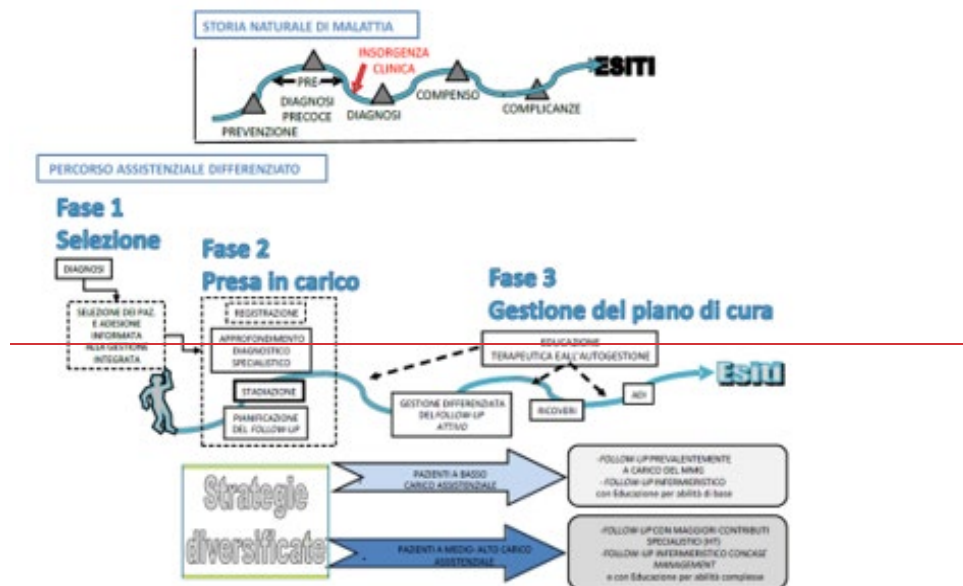 STORIA NATURALE DI MALATTIA
INSORGENZA
CLINICA
ESITI
PRE-
DIAGNOSI
PRECOCE
DIAGNOSI
COMPENSO
COMPLICANZE
PREVENZIONE
PERCORSO ASSISTENZIALE DIFFERENZIATO
Fase 1
Selezione
DIAGNOSI
SELEZIONE DEI PAZ.
E ADESIONE
INFORMATA
ALLA GESTIONE
INTEGRATA
Fase 2
Presa in carico
REGISTRAZIONE
APPROFONDIMENTO
DIAGNOSTICO
SPECIALISTICO
STADIAZIONE
PIANIFICAZIONE
DEL FOLLOW-UP
Fase 3
Gestione del piano di cura
EDUCAZIONE
TERAPEUTICA EALL'AUTOGESTIONE
GESTIONE DIFFERENZIATA
DEL FOLLOW-UP
ATTIVO
RICOVERI
ADI
Esiti
Strategie
diversificate
PAZIENTI A BASSO
CARICO ASSISTENZIALE
-FOLLOW-UP PREVALENTEMENTE
A CARICO DEL MMG
- FOLLOW-UP INFERMIERISTICO
con Educazione per abilità di base
PAZIENTI A MEDIO- ALTO CARICO
ASSISTENZIALE
-FOLLOW-UP CON MAGGIORI CONTRIBUTI
SPECIALISTICI (HT)
- FOLLOW-UP INFERMIERISTICO CONCASE
MANAGEMENT
e con Educazione per abilità complesse